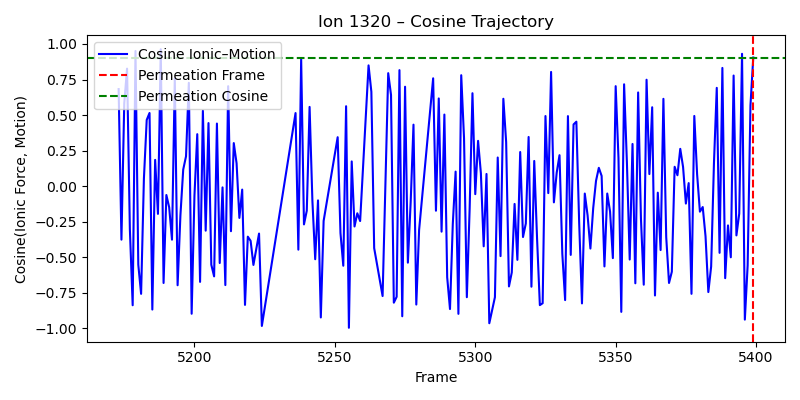 Ion 1320 – Cosine Trajectory
Cosine(Ionic Force, Motion)
1.00
0.75
0.50
0.25
0.00
−0.25
−0.50
−0.75
−1.00
Cosine Ionic–Motion
Permeation Frame
Permeation Cosine
5200
5250
5300
5350
5400
Frame